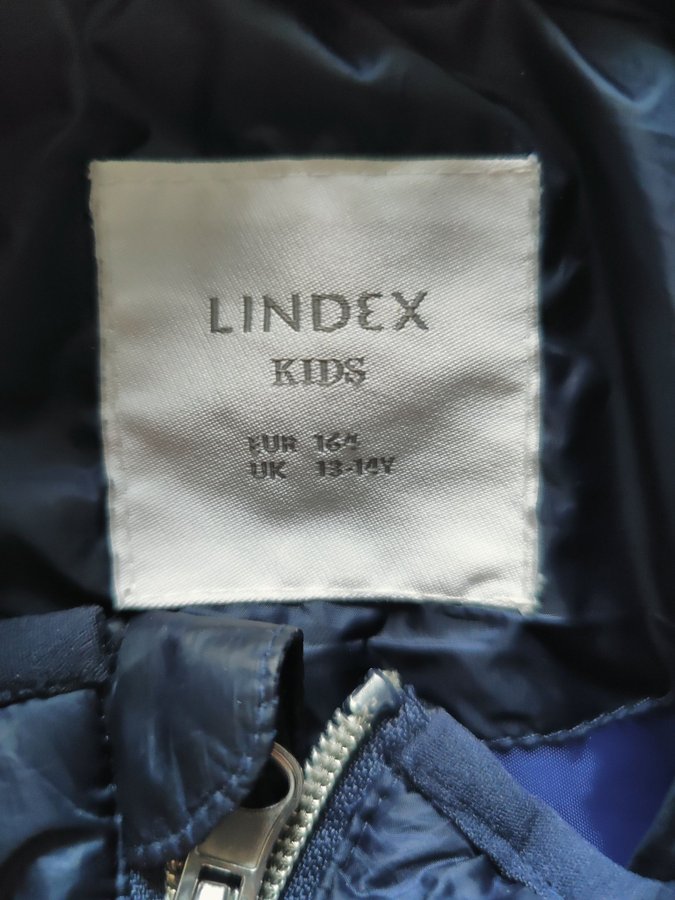 LINDEX
KIDS
EUR 164
UK 13-14Y